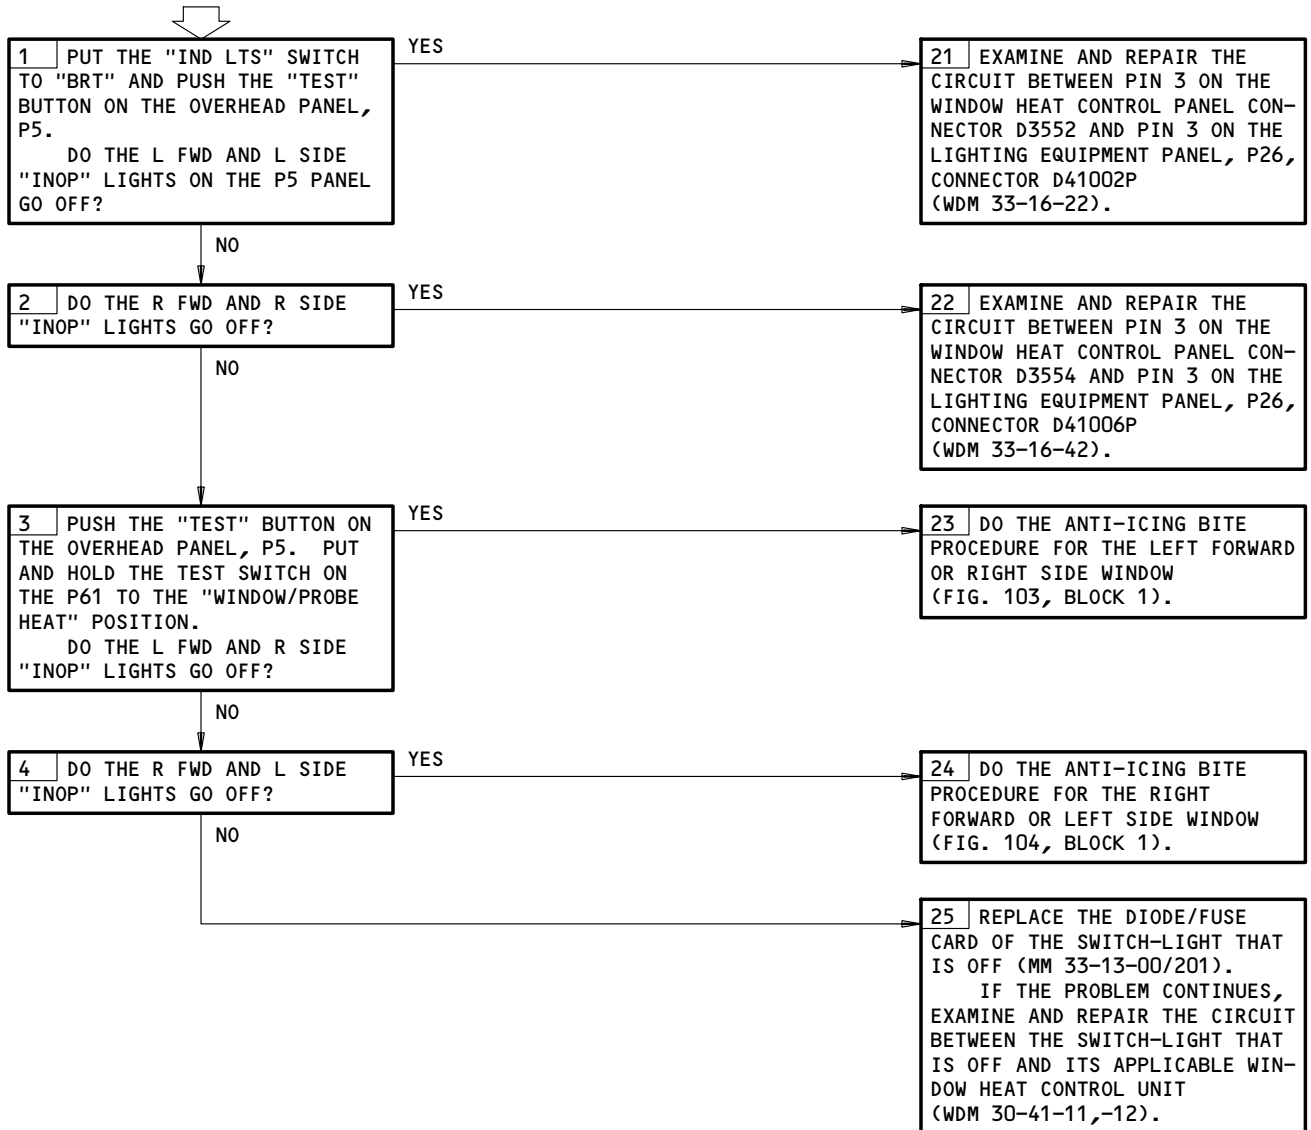 1 PUT THE "IND LTS" SWITCH
TO "BRT" AND PUSH THE "TEST"
BUTTON ON THE OVERHEAD PANEL,
P5.
DO THE L FWD AND L SIDE
"INOP" LIGHTS ON THE P5 PANEL
GO OFF?
YES
21 EXAMINE AND REPAIR THE
CIRCUIT BETWEEN PIN 3 ON THE
WINDOW HEAT CONTROL PANEL CON-
NECTOR D3552 AND PIN 3 ON THE
LIGHTING EQUIPMENT PANEL, P26,
CONNECTOR D41002P
(WDM 33-16-22).
NO
2 DO THE R FWD AND R SIDE
"INOP" LIGHTS GO OFF?
YES
22 EXAMINE AND REPAIR THE
CIRCUIT BETWEEN PIN 3 ON THE
WINDOW HEAT CONTROL PANEL CON-
NECTOR D3554 AND PIN 3 ON THE
LIGHTING EQUIPMENT PANEL, P26,
CONNECTOR D41006P
(WDM 33-16-42).
NO
3 PUSH THE "TEST" BUTTON ON
THE OVERHEAD PANEL, P5. PUT
AND HOLD THE TEST SWITCH ON
THE P61 TO THE "WINDOW/PROBE
HEAT" POSITION.
DO THE L FWD AND R SIDE
"INOP" LIGHTS GO OFF?
YES
23 DO THE ANTI-ICING BITE
PROCEDURE FOR THE LEFT FORWARD
OR RIGHT SIDE WINDOW
(FIG. 103, BLOCK 1).
NO
4 DO THE R FWD AND L SIDE
"INOP" LIGHTS GO OFF?
YES
24 DO THE ANTI-ICING BITE
PROCEDURE FOR THE RIGHT
FORWARD OR LEFT SIDE WINDOW
(FIG. 104, BLOCK 1).
NO
25 REPLACE THE DIODE/FUSE
CARD OF THE SWITCH-LIGHT THAT
IS OFF (MM 33-13-00/201).
IF THE PROBLEM CONTINUES,
EXAMINE AND REPAIR THE CIRCUIT
BETWEEN THE SWITCH-LIGHT THAT
IS OFF AND ITS APPLICABLE WIN-
DOW HEAT CONTROL UNIT
(WDM 30-41-11,-12).